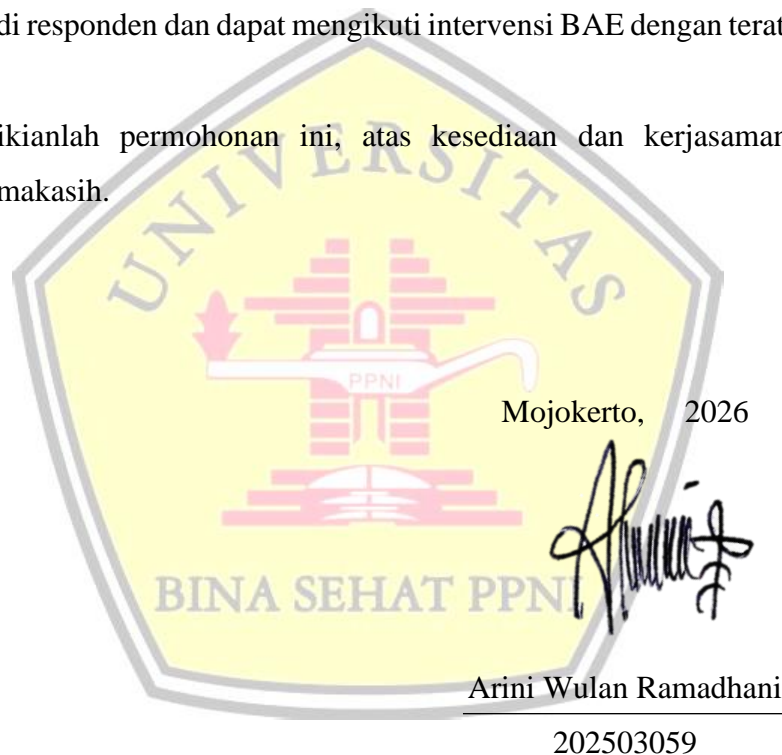 di responden dan dapat mengikuti intervensi BAE dengan terat
ikianlah permohonan ini, atas kesediaan dan kerjasamar
makasih.
UNIVERSITAS
PPNI
Mojokerto, 2026
BINA SEHAT PPNI
Arini Wulan Ramadhani
202503059